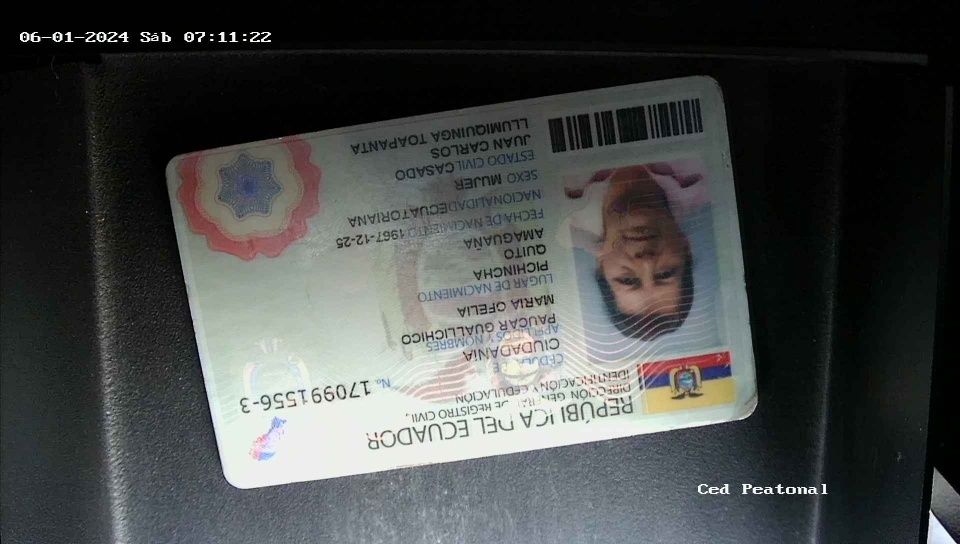 06-01-2024 Sáb 07:11:22
REPÚBLICA DEL ECUADOR
DIRECCIÓN GENERAL DE REGISTRO CIVIL,
IDENTIFICACIÓN Y CEDULACIÓN
CÉDULA DE
CIUDADANÍA
No. 170991556-3
APELLIDOS Y NOMBRES
PAUCAR GUALLICHICO
MARIA OFELIA
LUGAR DE NACIMIENTO
PICHINCHA
QUITO
AMAGUAÑA
FECHA DE NACIMIENTO 1967-12-25
NACIONALIDAD ECUATORIANA
SEXO MUJER
ESTADO CIVIL CASADO
JUAN CARLOS
LLUMIQUINGA TOAPANTA
Ced Peatonal